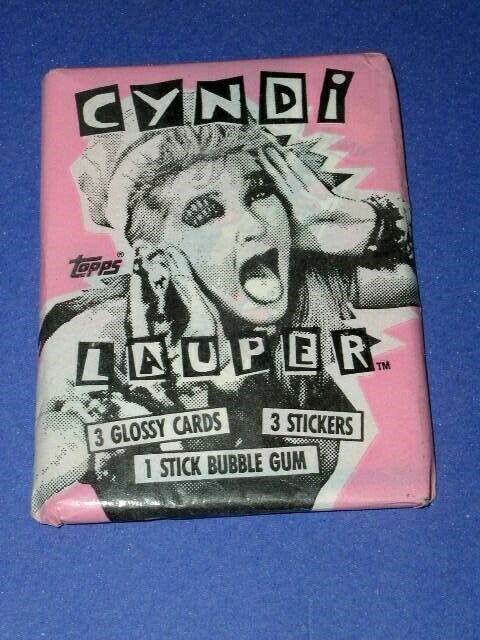 CYNDi
Topps®
LAUPER™
3 GLOSSY CARDS
3 STICKERS
1 STICK BUBBLE GUM